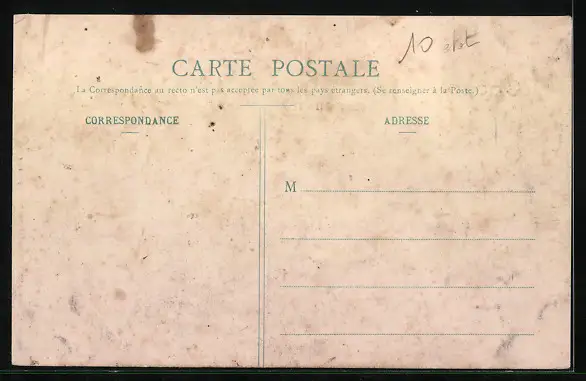 10
CARTE POSTALE
La Correspondance au recto n'est pas acceptée par tous les pays étrangers. (Se renseigner à la Poste.)
CORRESPONDANCE
ADRESSE
M